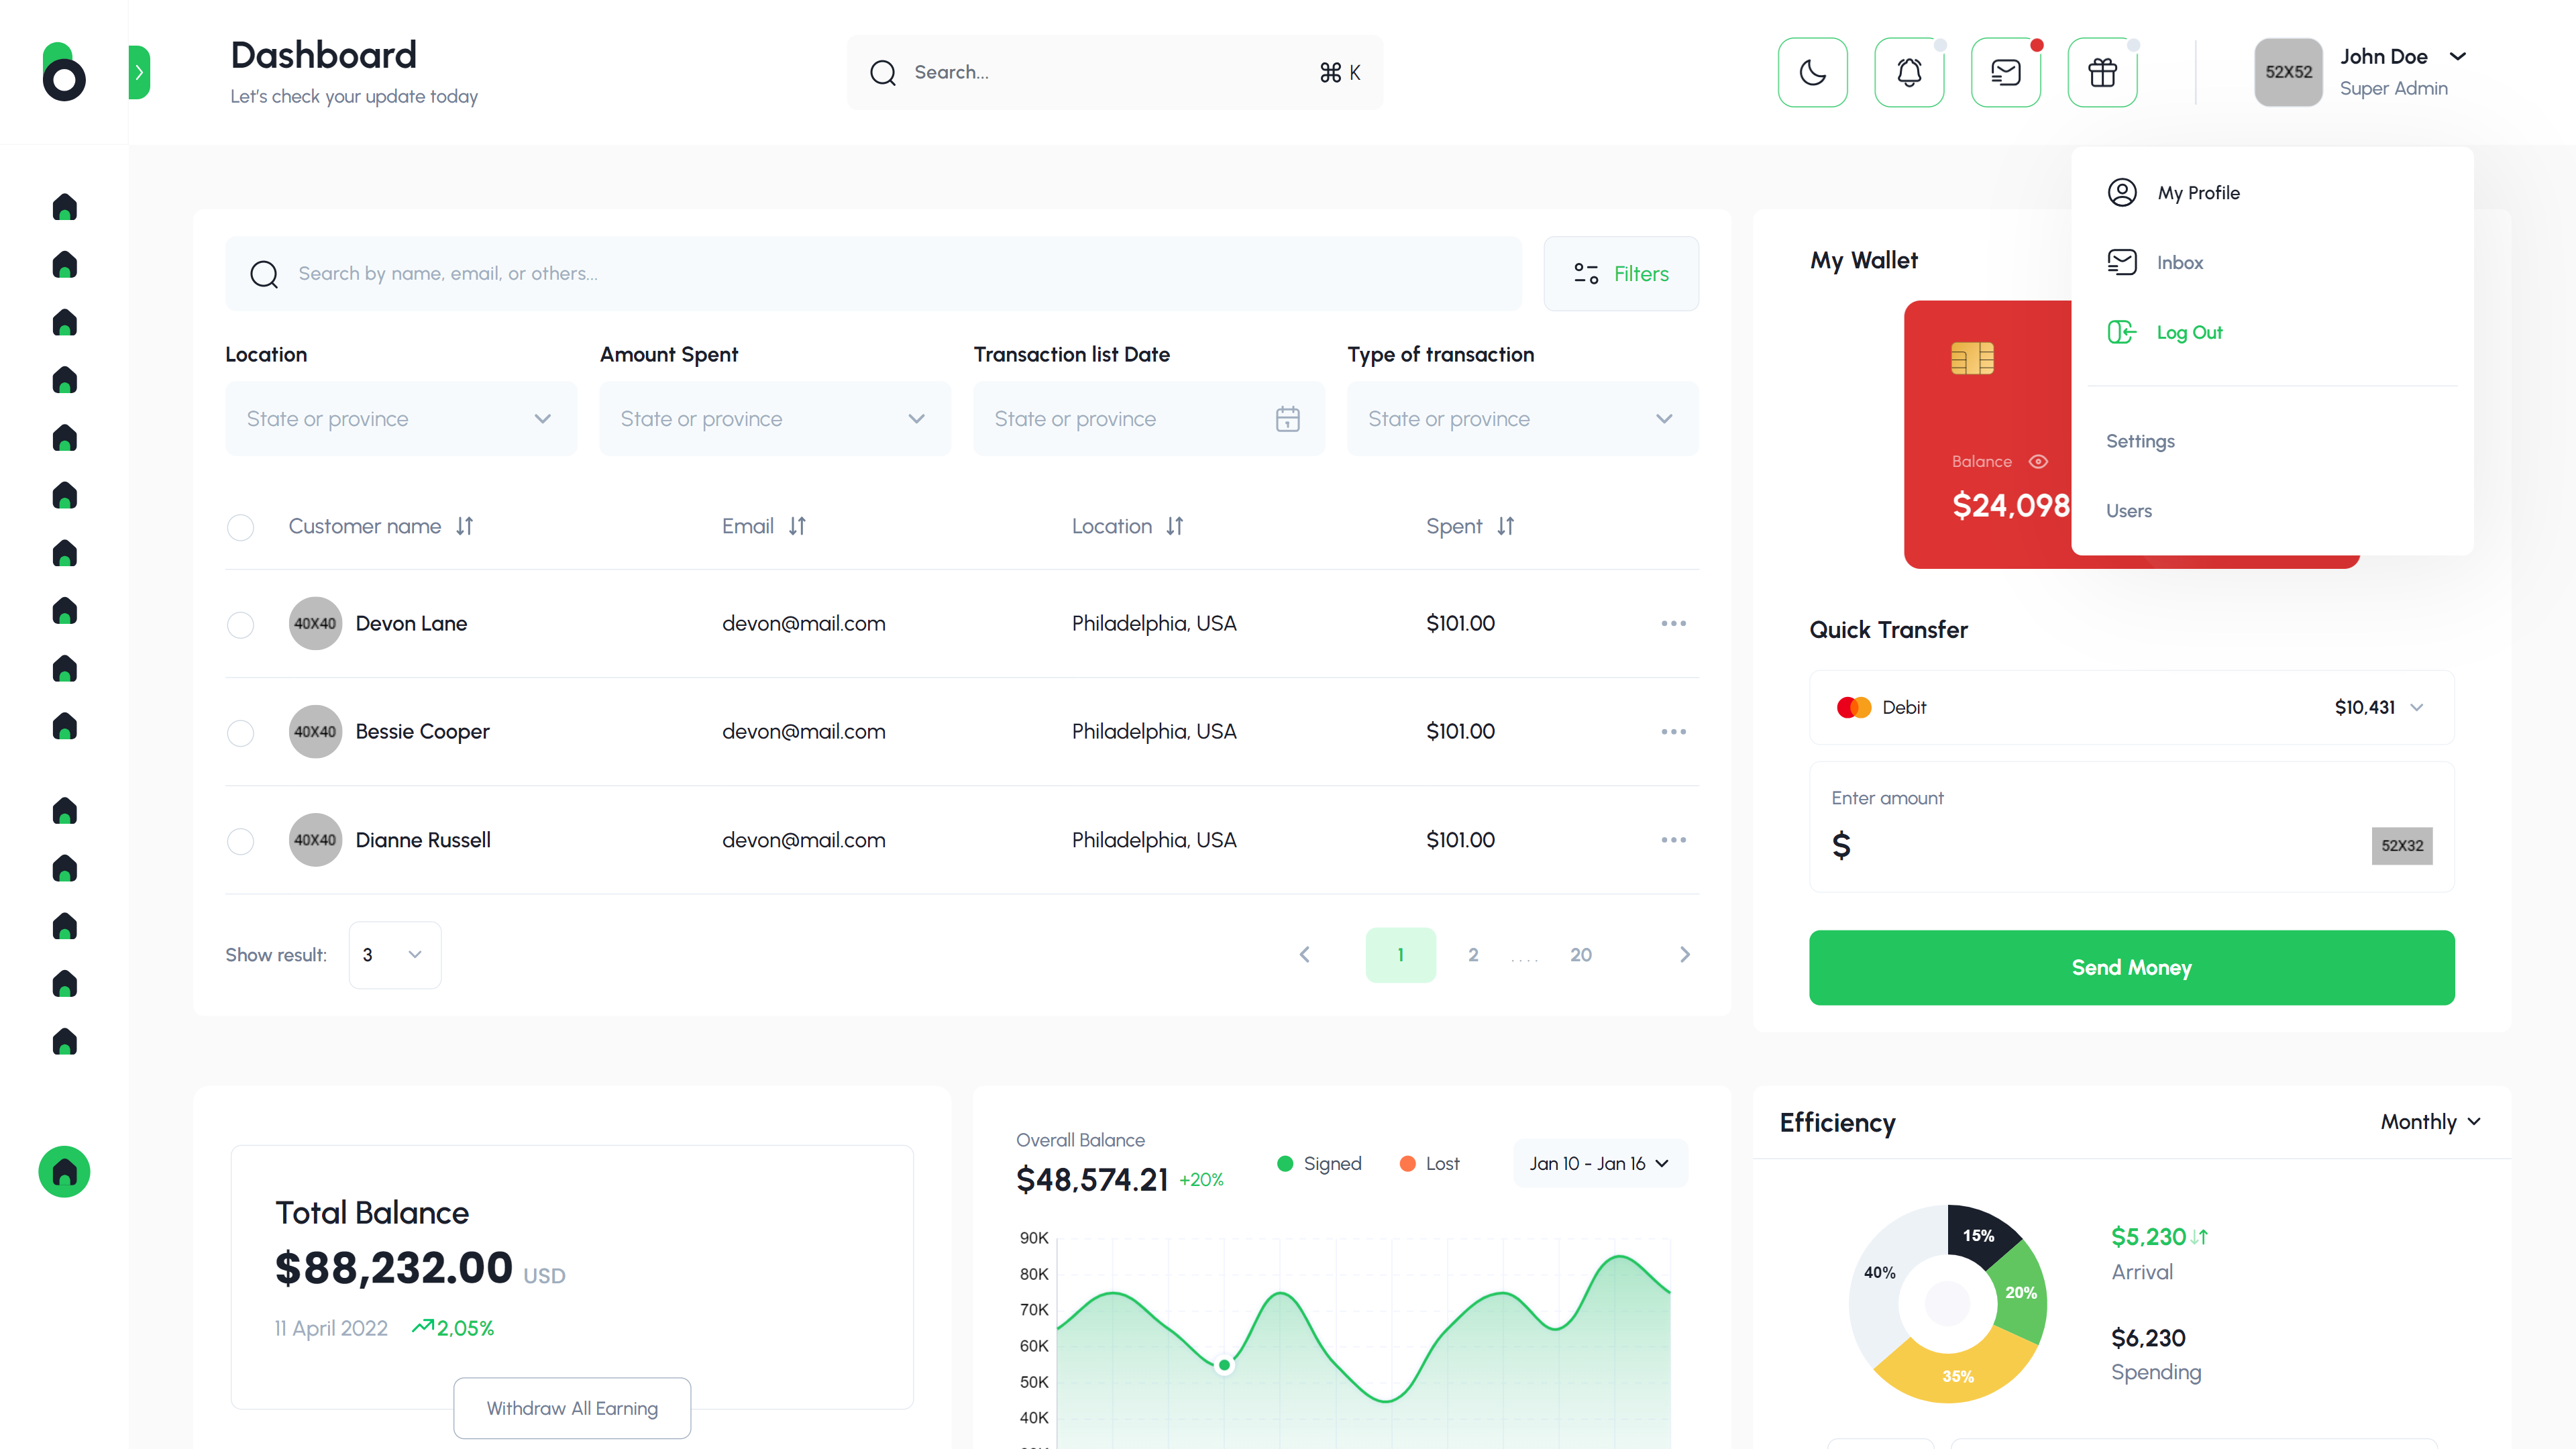 Dashboard
Let's check your update today
Search...
⌘ K
52X52
John Doe
Super Admin
My Profile
Inbox
Log Out
Settings
Users
Search by name, email, or others...
Filters
Location
Amount Spent
Transaction list Date
Type of transaction
State or province
State or province
State or province
State or province
Customer name
Email
Location
Spent
40X40 Devon Lane devon@mail.com Philadelphia, USA $101.00
40X40 Bessie Cooper devon@mail.com Philadelphia, USA $101.00
40X40 Dianne Russell devon@mail.com Philadelphia, USA $101.00
Show result: 3
1 2 .... 20
My Wallet
Balance
$24,098
Quick Transfer
Debit $10,431
Enter amount
$
52X32
Send Money
Total Balance
$88,232.00 USD
11 April 2022 2,05%
Withdraw All Earning
Overall Balance
$48,574.21 +20%
Signed
Lost
Jan 10 - Jan 16
90K
80K
70K
60K
50K
40K
Efficiency
Monthly
15%
20%
35%
40%
$5,230
Arrival
$6,230
Spending